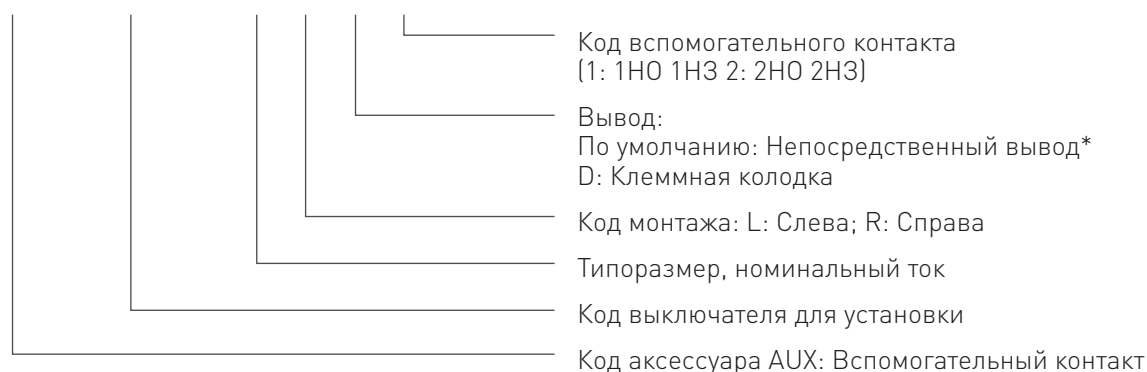 Код вспомогательного контакта
(1: 1НО 1НЗ 2: 2НО 2НЗ)
Вывод:
По умолчанию: Непосредственный вывод*
D: Клеммная колодка
Код монтажа: L: Слева; R: Справа
Типоразмер, номинальный ток
Код выключателя для установки
Код аксессуара AUX: Вспомогательный контакт